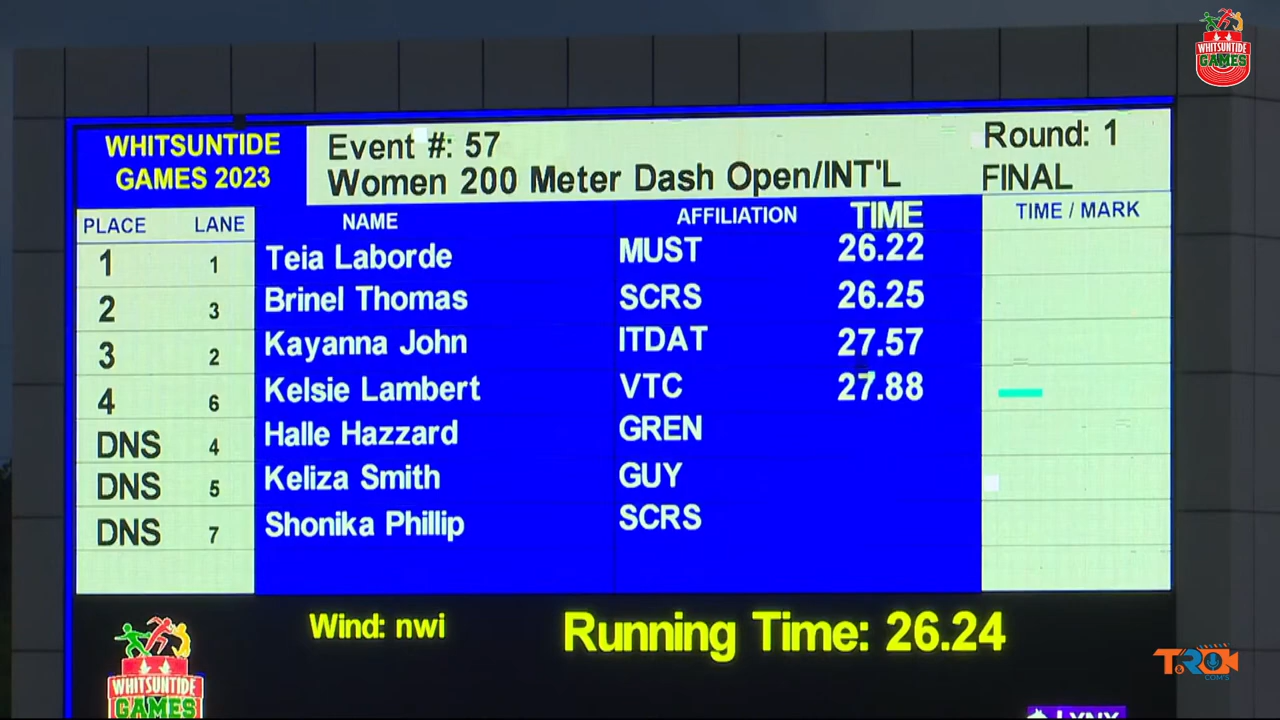 WHITSUNTIDE
GAMES
WHITSUNTIDE
GAMES 2023
Event #: 57
Women 200 Meter Dash Open/INT'L
Round: 1
FINAL
PLACE LANE NAME AFFILIATION TIME TIME / MARK
1 1 Teia Laborde MUST 26.22
2 3 Brinel Thomas SCRS 26.25
3 2 Kayanna John ITDAT 27.57
4 6 Kelsie Lambert VTC 27.88
DNS 4 Halle Hazzard GREN
DNS 5 Keliza Smith GUY
DNS 7 Shonika Phillip SCRS
Wind: nwi Running Time: 26.24
WHITSUNTIDE
GAMES
T&RO
COM'S
LYNX